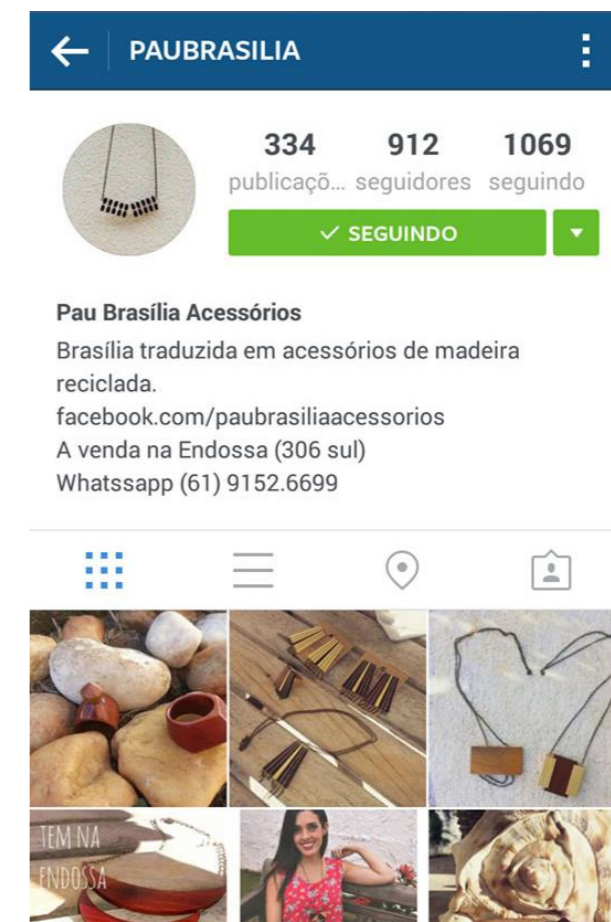 PAUBRASILIA
334 912 1069
publicaçõ... seguidores seguindo
SEGUINDO
Pau Brasília Acessórios
Brasília traduzida em acessórios de madeira
reciclada.
facebook.com/paubrasiliaacessorios
A venda na Endossa (306 sul)
Whatssapp (61) 9152.6699
TEM NA
ENDOSSA